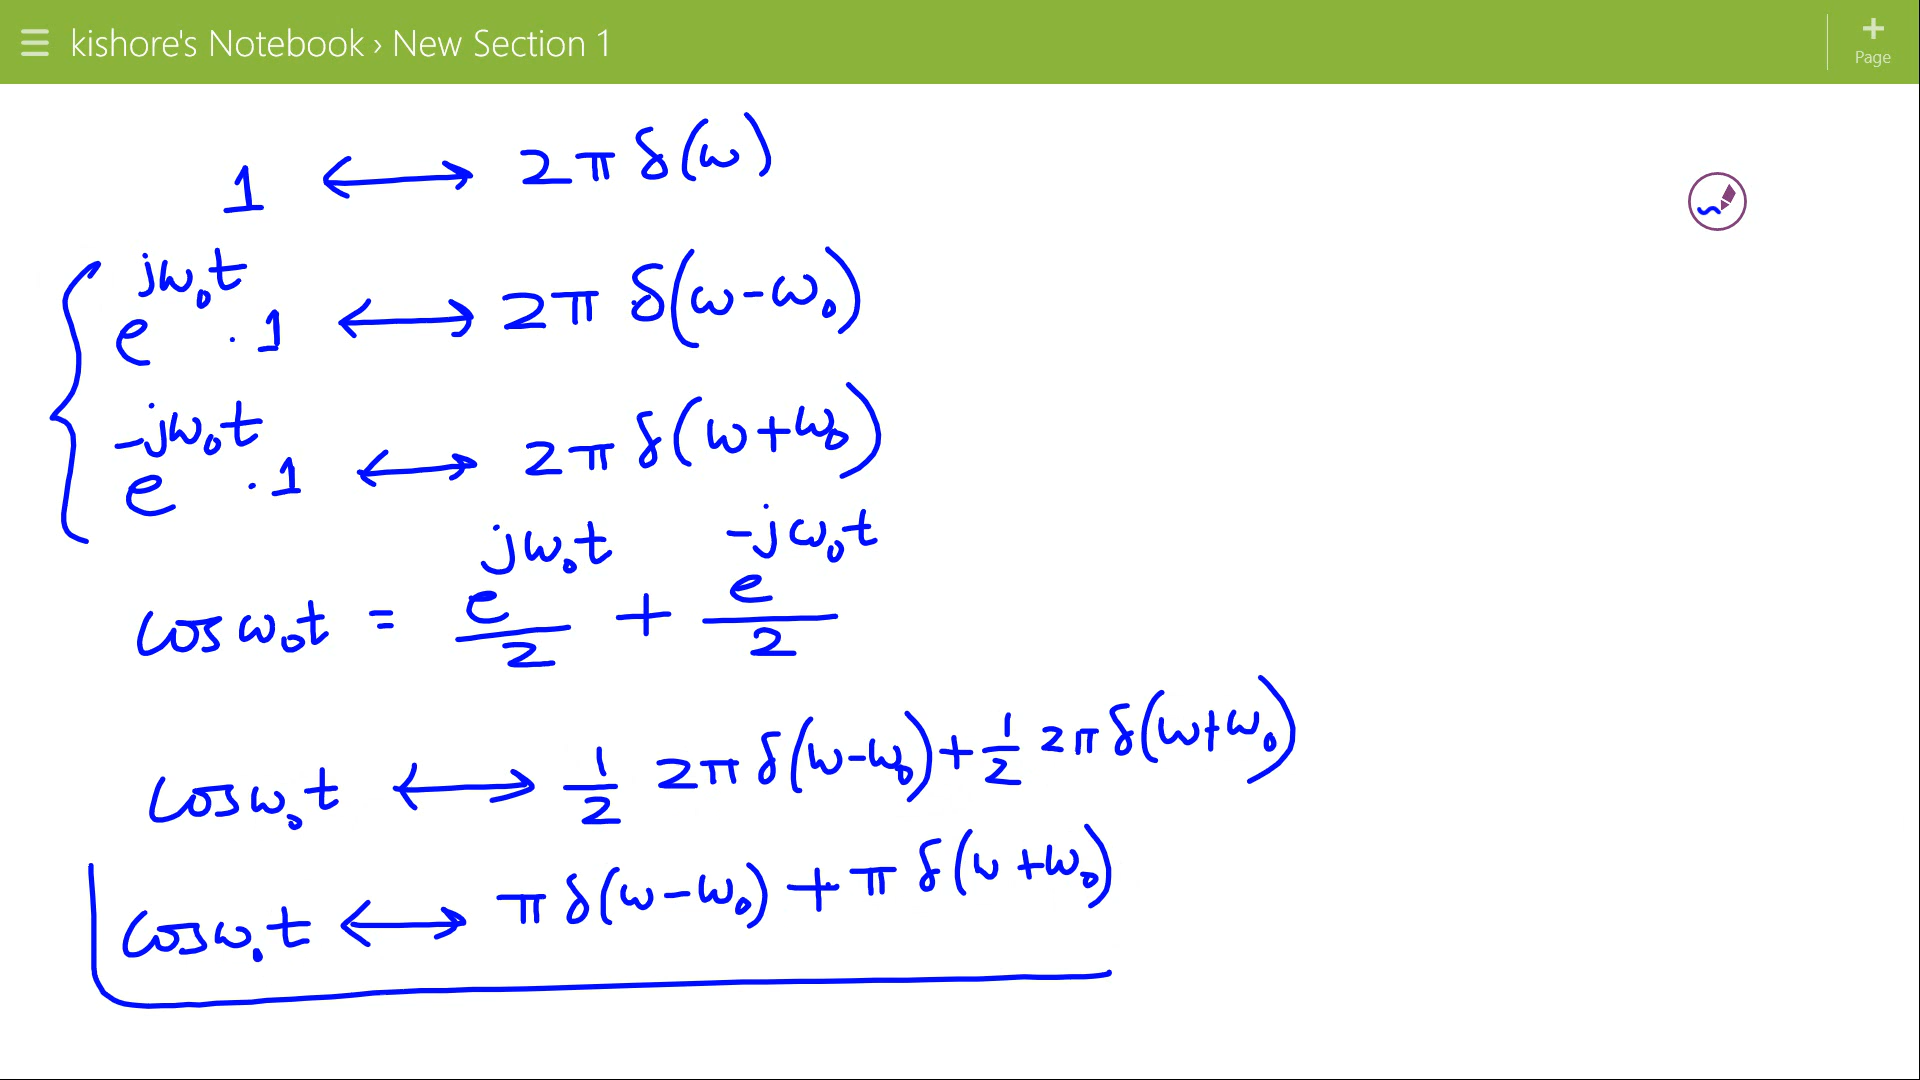 kishore's Notebook › New Section 1
+ Page
1 ⟷ 2π δ(ω)
e^{jω₀t} · 1 ⟷ 2π δ(ω-ω₀)
e^{-jω₀t} · 1 ⟷ 2π δ(ω+ω₀)
cos ω₀t = e^{jω₀t}/2 + e^{-jω₀t}/2
cos ω₀t ⟷ 1/2 2π δ(ω-ω₀) + 1/2 2π δ(ω+ω₀)
cos ω₀t ⟷ π δ(ω-ω₀) + π δ(ω+ω₀)